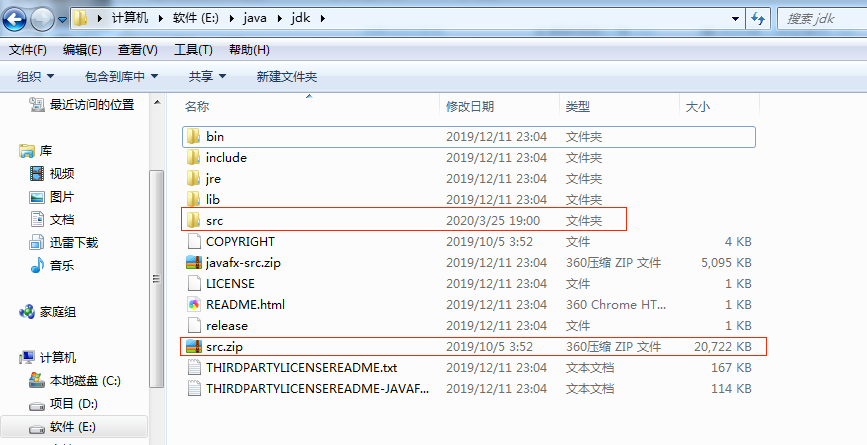 计算机 ▸ 软件 (E:) ▸ java ▸ jdk ▸ 搜索 jdk
文件(F) 编辑(E) 查看(V) 工具(T) 帮助(H)
组织 包含到库中 共享 新建文件夹
最近访问的位置
库
视频
图片
文档
迅雷下载
音乐
家庭组
计算机
本地磁盘 (C:)
项目 (D:)
软件 (E:)
名称 修改日期 类型 大小
bin 2019/12/11 23:04 文件夹
include 2019/12/11 23:04 文件夹
jre 2019/12/11 23:04 文件夹
lib 2019/12/11 23:04 文件夹
src 2020/3/25 19:00 文件夹
COPYRIGHT 2019/10/5 3:52 文件 4 KB
javafx-src.zip 2019/12/11 23:04 360压缩 ZIP 文件 5,095 KB
LICENSE 2019/12/11 23:04 文件 1 KB
README.html 2019/12/11 23:04 360 Chrome HT... 1 KB
release 2019/12/11 23:04 文件 1 KB
src.zip 2019/10/5 3:52 360压缩 ZIP 文件 20,722 KB
THIRDPARTYLICENSEREADME.txt 2019/12/11 23:04 文本文档 167 KB
THIRDPARTYLICENSEREADME-JAVAF... 2019/12/11 23:04 文本文档 114 KB